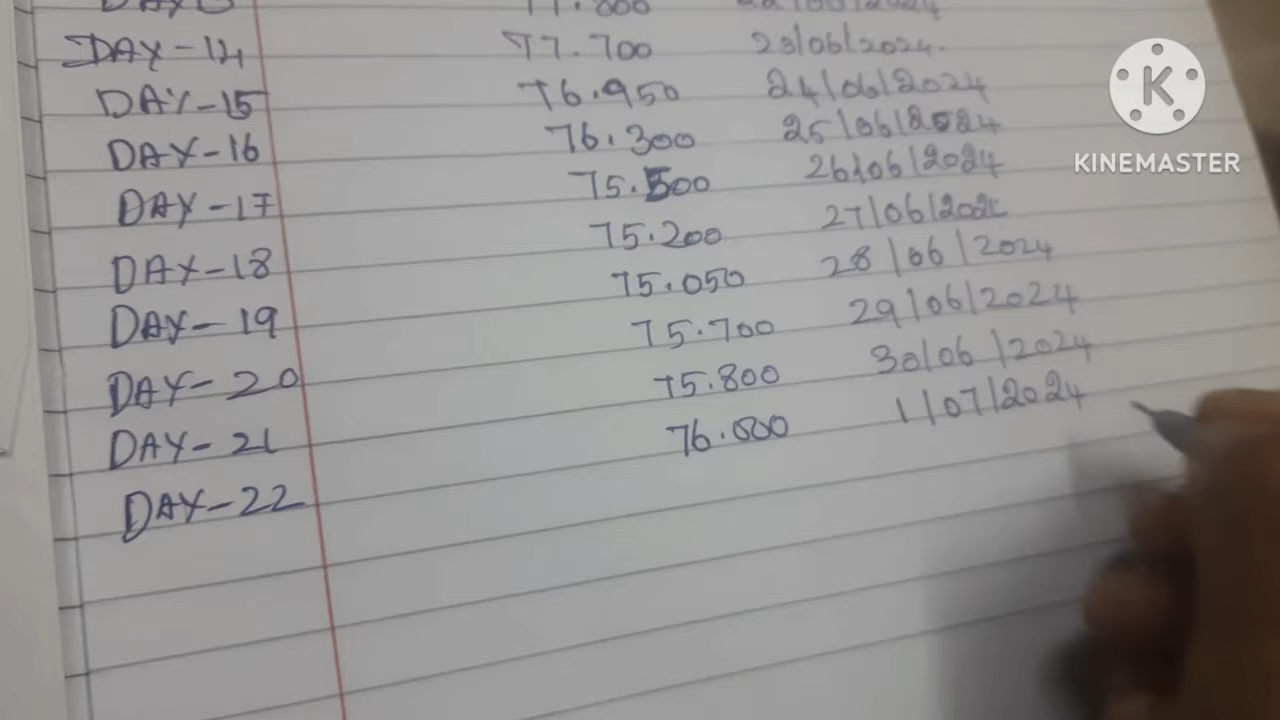 DAY-14 77.700 23/06/2024
DAY-15 76.950 24/06/2024
DAY-16 76.300 25/06/2024
DAY-17 75.500 26/06/2024
DAY-18 75.200 27/06/2024
DAY-19 75.050 28/06/2024
DAY-20 75.700 29/06/2024
DAY-21 75.800 30/06/2024
DAY-22 76.000 1/07/2024
K
KINEMASTER